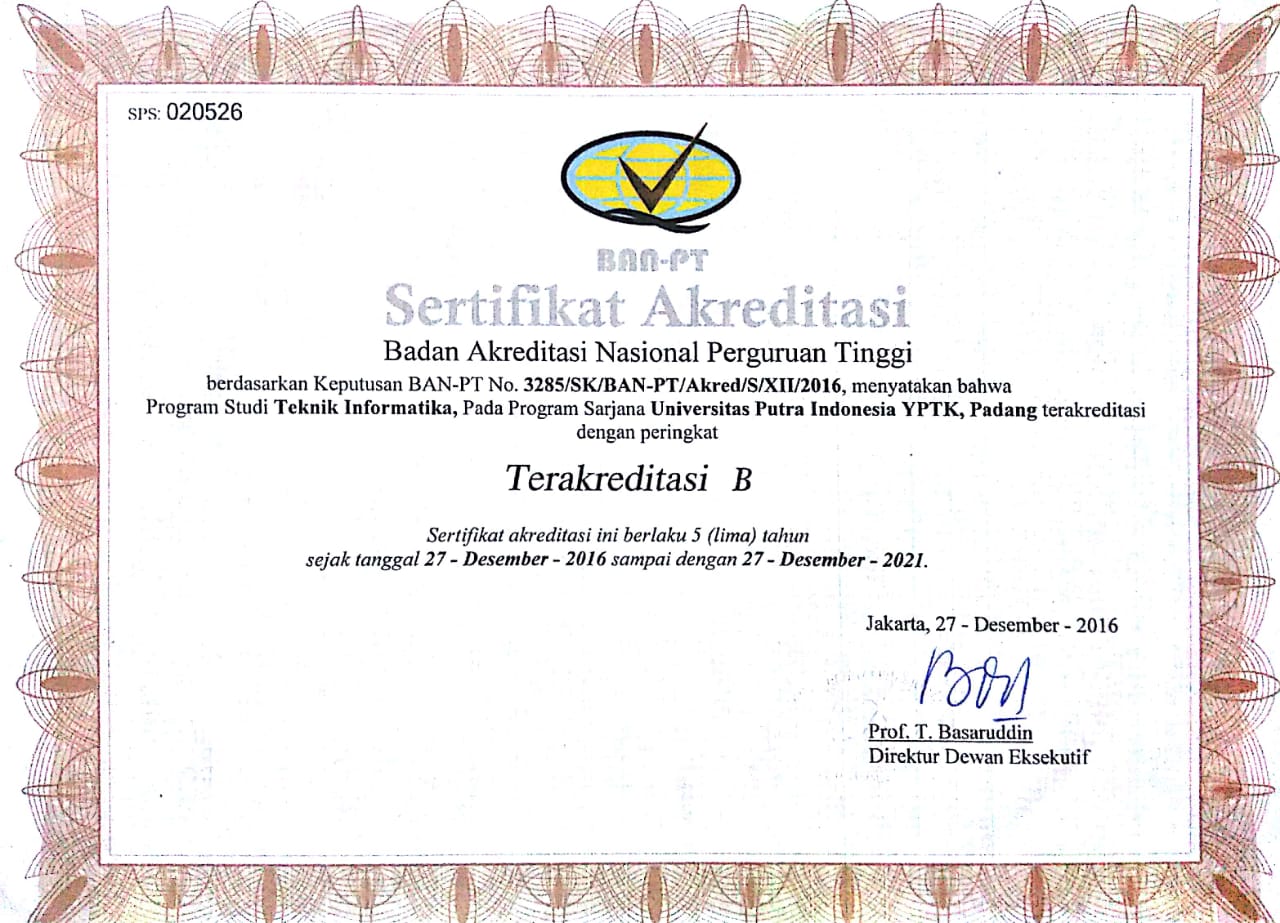 SPS: 020526
BAN-PT
Sertifikat Akreditasi
Badan Akreditasi Nasional Perguruan Tinggi
berdasarkan Keputusan BAN-PT No. 3285/SK/BAN-PT/Akred/S/XII/2016, menyatakan bahwa
Program Studi Teknik Informatika, Pada Program Sarjana Universitas Putra Indonesia YPTK, Padang terakreditasi
dengan peringkat
Terakreditasi B
Sertifikat akreditasi ini berlaku 5 (lima) tahun
sejak tanggal 27 - Desember - 2016 sampai dengan 27 - Desember - 2021.
Jakarta, 27 - Desember - 2016
Prof. T. Basaruddin
Direktur Dewan Eksekutif